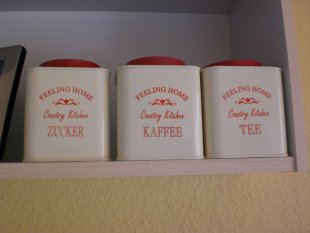 FEELING HOME
Country Kitchen
ZUCKER
FEELING HOME
Country Kitchen
KAFFEE
FEELING HOME
Country Kitchen
TEE